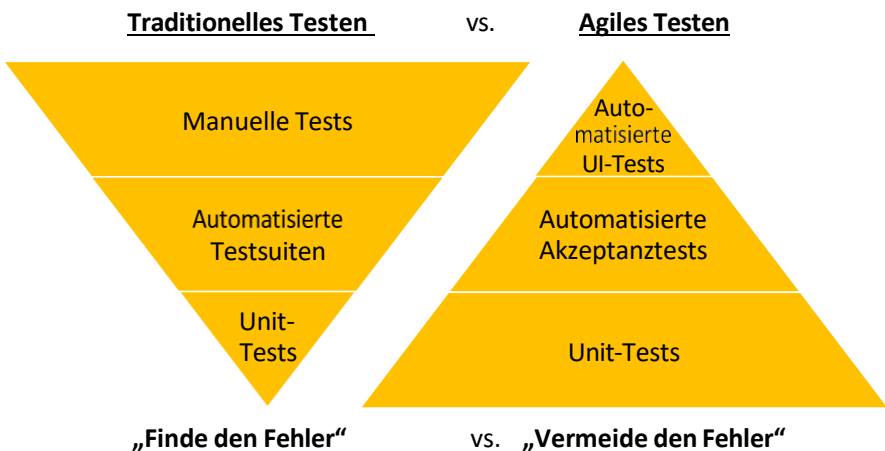 Traditionelles Testen vs. Agiles Testen
Manuelle Tests
Automatisierte
Testsuiten
Unit-
Tests
Auto-
matisierte
UI-Tests
Automatisierte
Akzeptanztests
Unit-Tests
„Finde den Fehler“ vs. „Vermeide den Fehler“